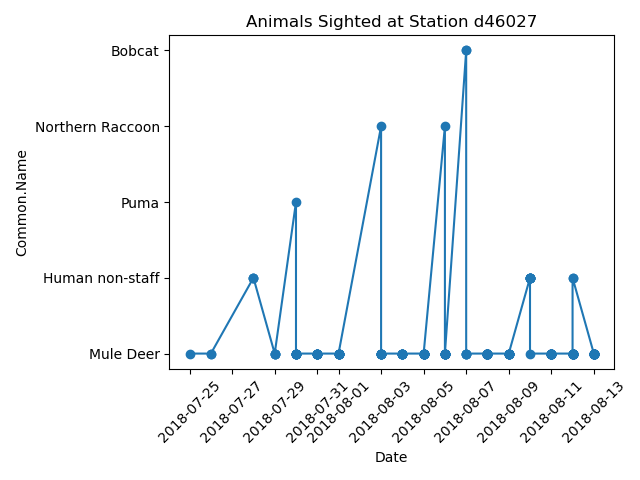 Animals Sighted at Station d46027
Bobcat
Northern Raccoon
Puma
Human non-staff
Mule Deer
Common.Name
2018-07-25
2018-07-27
2018-07-29
2018-07-31
2018-08-01
2018-08-03
2018-08-05
2018-08-07
2018-08-09
2018-08-11
2018-08-13
Date